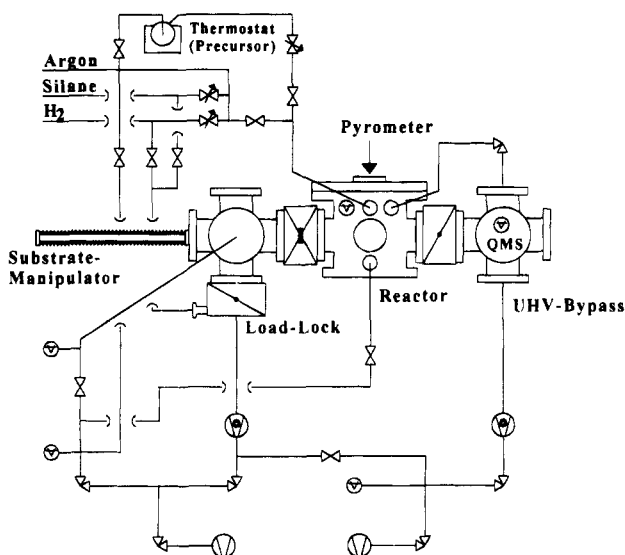 Thermostat
(Precursor)
Argon
Silane
H2
Pyrometer
QMS
Substrate-
Manipulator
Reactor
UHV-Bypass
Load-Lock